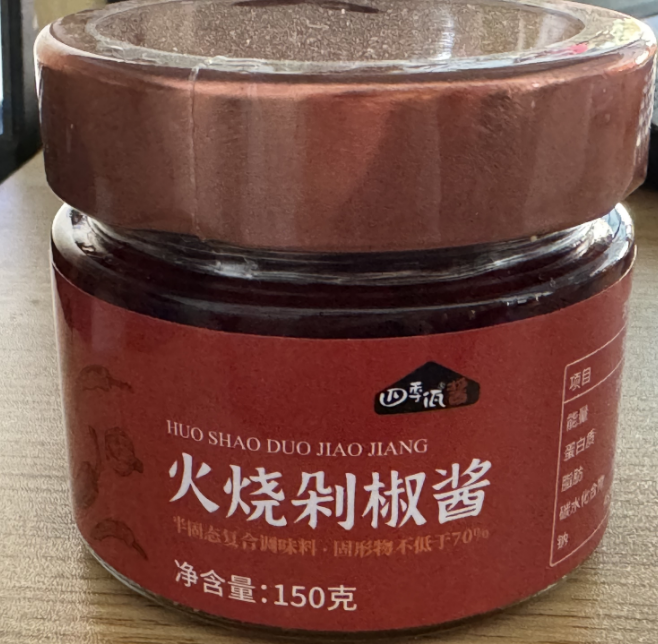 四季㼛酱
HUO SHAO DUO JIAO JIANG
火烧剁椒酱
半固态复合调味料·固形物不低于70%
净含量:150克
项目
能量
蛋白质
脂肪
碳水化合物
钠